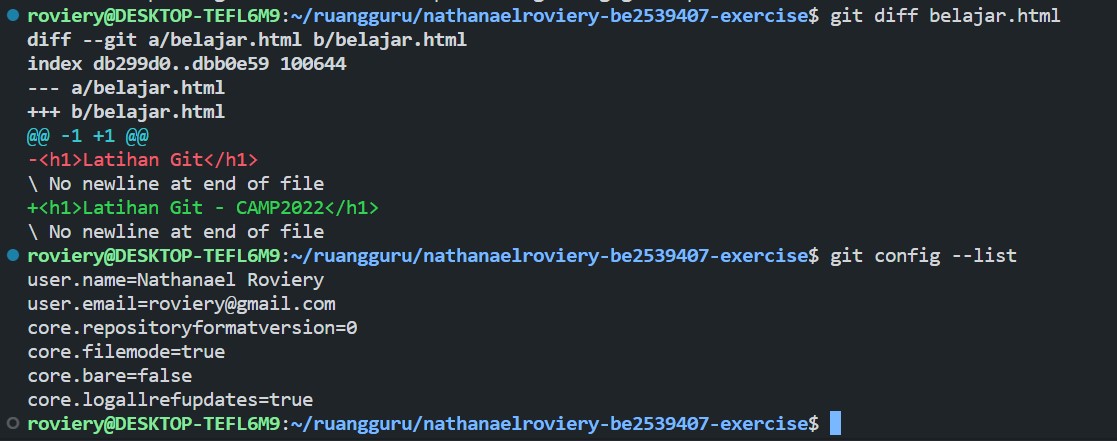 roviery@DESKTOP-TEFL6M9:~/ruangguru/nathanaelroviery-be2539407-exercise$ git diff belajar.html
diff --git a/belajar.html b/belajar.html
index db299d0..dbb0e59 100644
--- a/belajar.html
+++ b/belajar.html
@@ -1 +1 @@
-<h1>Latihan Git</h1>
\ No newline at end of file
+<h1>Latihan Git - CAMP2022</h1>
\ No newline at end of file
roviery@DESKTOP-TEFL6M9:~/ruangguru/nathanaelroviery-be2539407-exercise$ git config --list
user.name=Nathanael Roviery
user.email=roviery@gmail.com
core.repositoryformatversion=0
core.filemode=true
core.bare=false
core.logallrefupdates=true
roviery@DESKTOP-TEFL6M9:~/ruangguru/nathanaelroviery-be2539407-exercise$